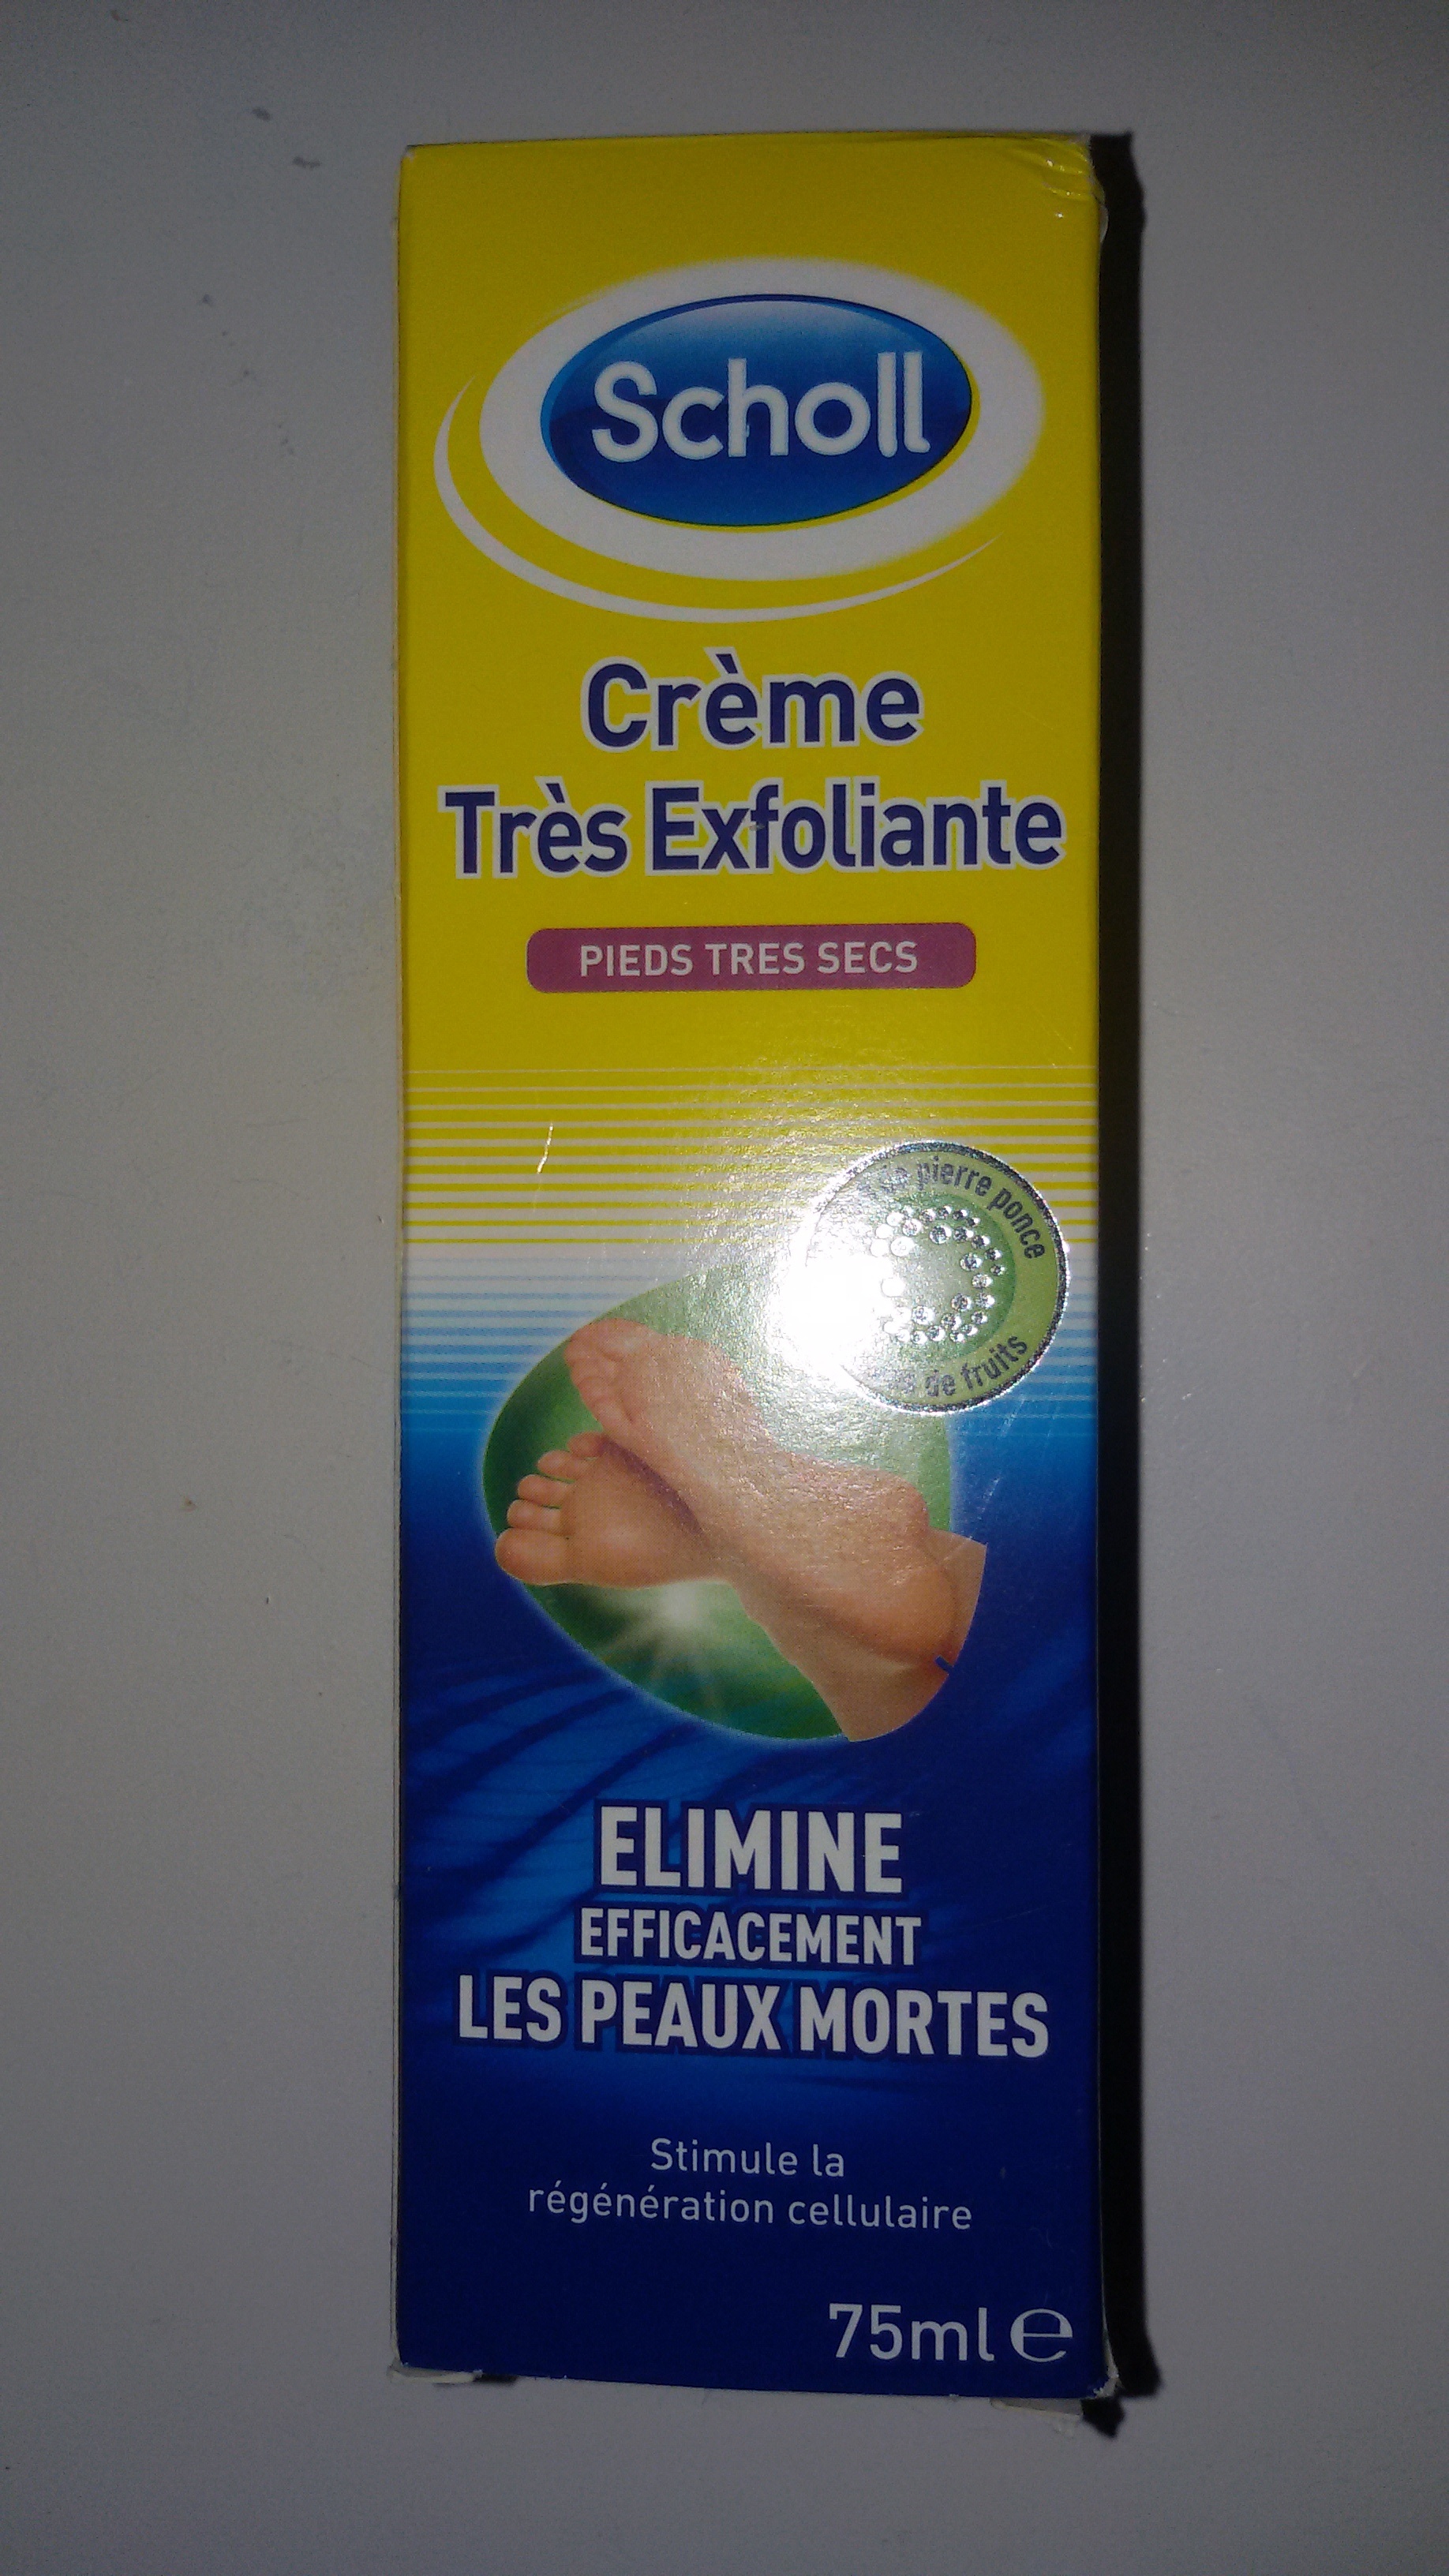 Scholl
Crème
Très Exfoliante
PIEDS TRES SECS
de pierre ponce
de fruits
ELIMINE
EFFICACEMENT
LES PEAUX MORTES
Stimule la
régénération cellulaire
75ml e